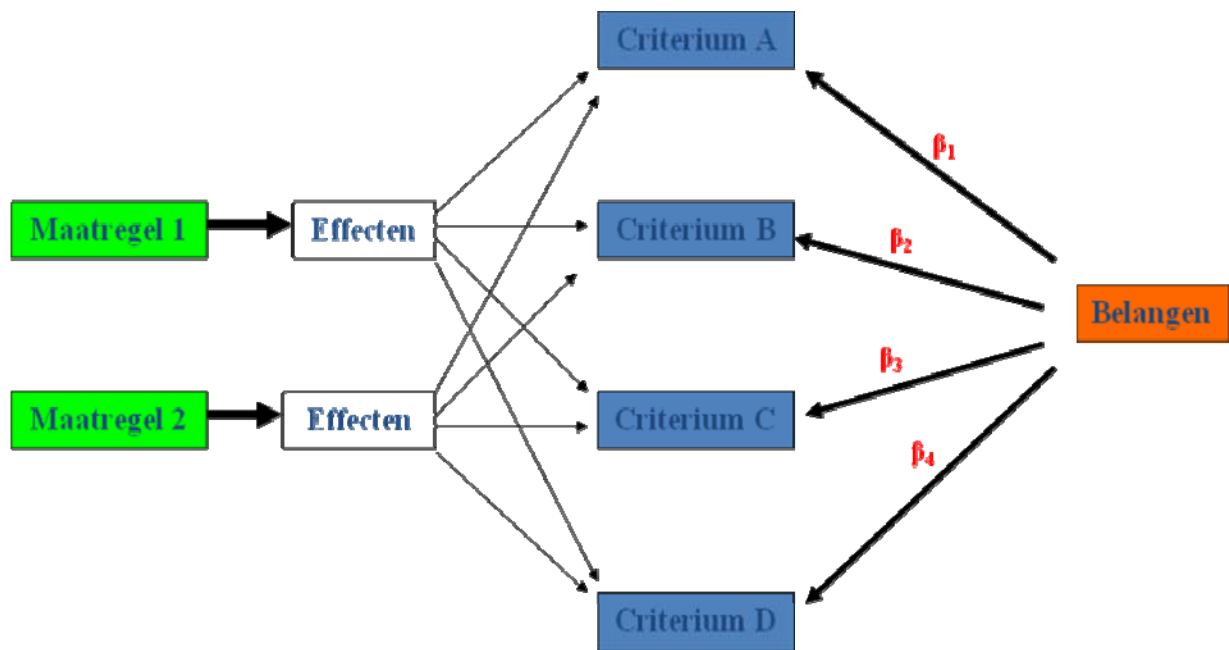 Criterium A
β1
Maatregel 1
Effecten
Criterium B
β2
Belangen
β3
Maatregel 2
Effecten
Criterium C
β4
Criterium D